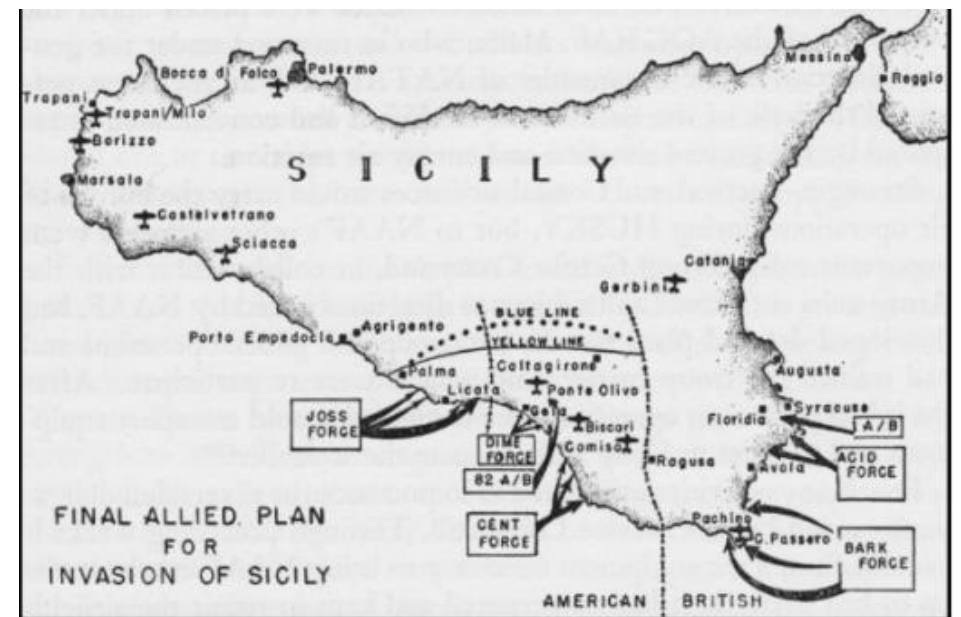 Bocca di Falco
Palermo
Messina
Reggio
Trapani
Trapani/Milo
Borizzo
Marsala
SICILY
Castelvetrano
Sciacca
Catania
Gerbini
BLUE LINE
Agrigento
Porto Empedocle
YELLOW LINE
Caltagirone
Palma
Augusta
Licata
Ponte Olivo
Gela
Syracuse
Floridia
JOSS
FORCE
Biscari
DIME
FORCE
Comiso
A/B
ACID
FORCE
Ragusa
Avola
82 A/B
CENT
FORCE
Pachino
C. Passero
BARK
FORCE
FINAL ALLIED PLAN
FOR
INVASION OF SICILY
AMERICAN
BRITISH